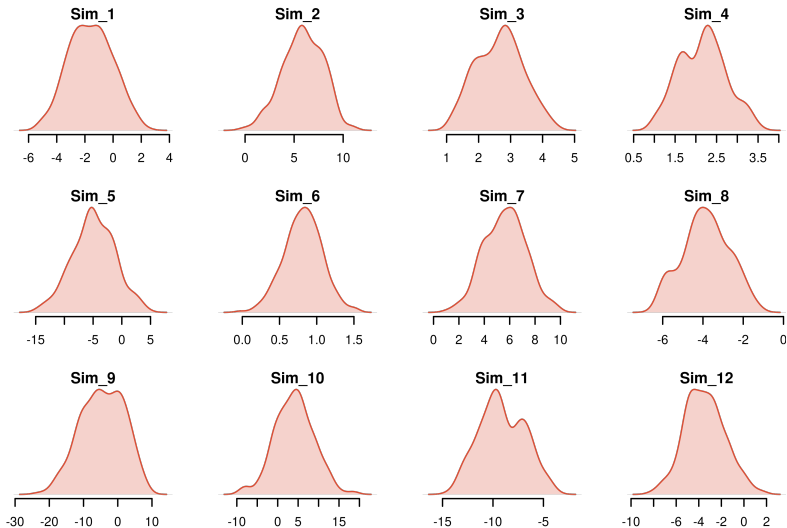 Sim_1 Sim_2 Sim_3 Sim_4
-6 -4 -2 0 2 4 0 5 10 1 2 3 4 5 0.5 1.5 2.5 3.5
Sim_5 Sim_6 Sim_7 Sim_8
-15 -5 0 5 0.0 0.5 1.0 1.5 0 2 4 6 8 10 -6 -4 -2 0
Sim_9 Sim_10 Sim_11 Sim_12
-30 -20 -10 0 10 -10 0 5 15 -15 -10 -5 -10 -6 -4 -2 0 2